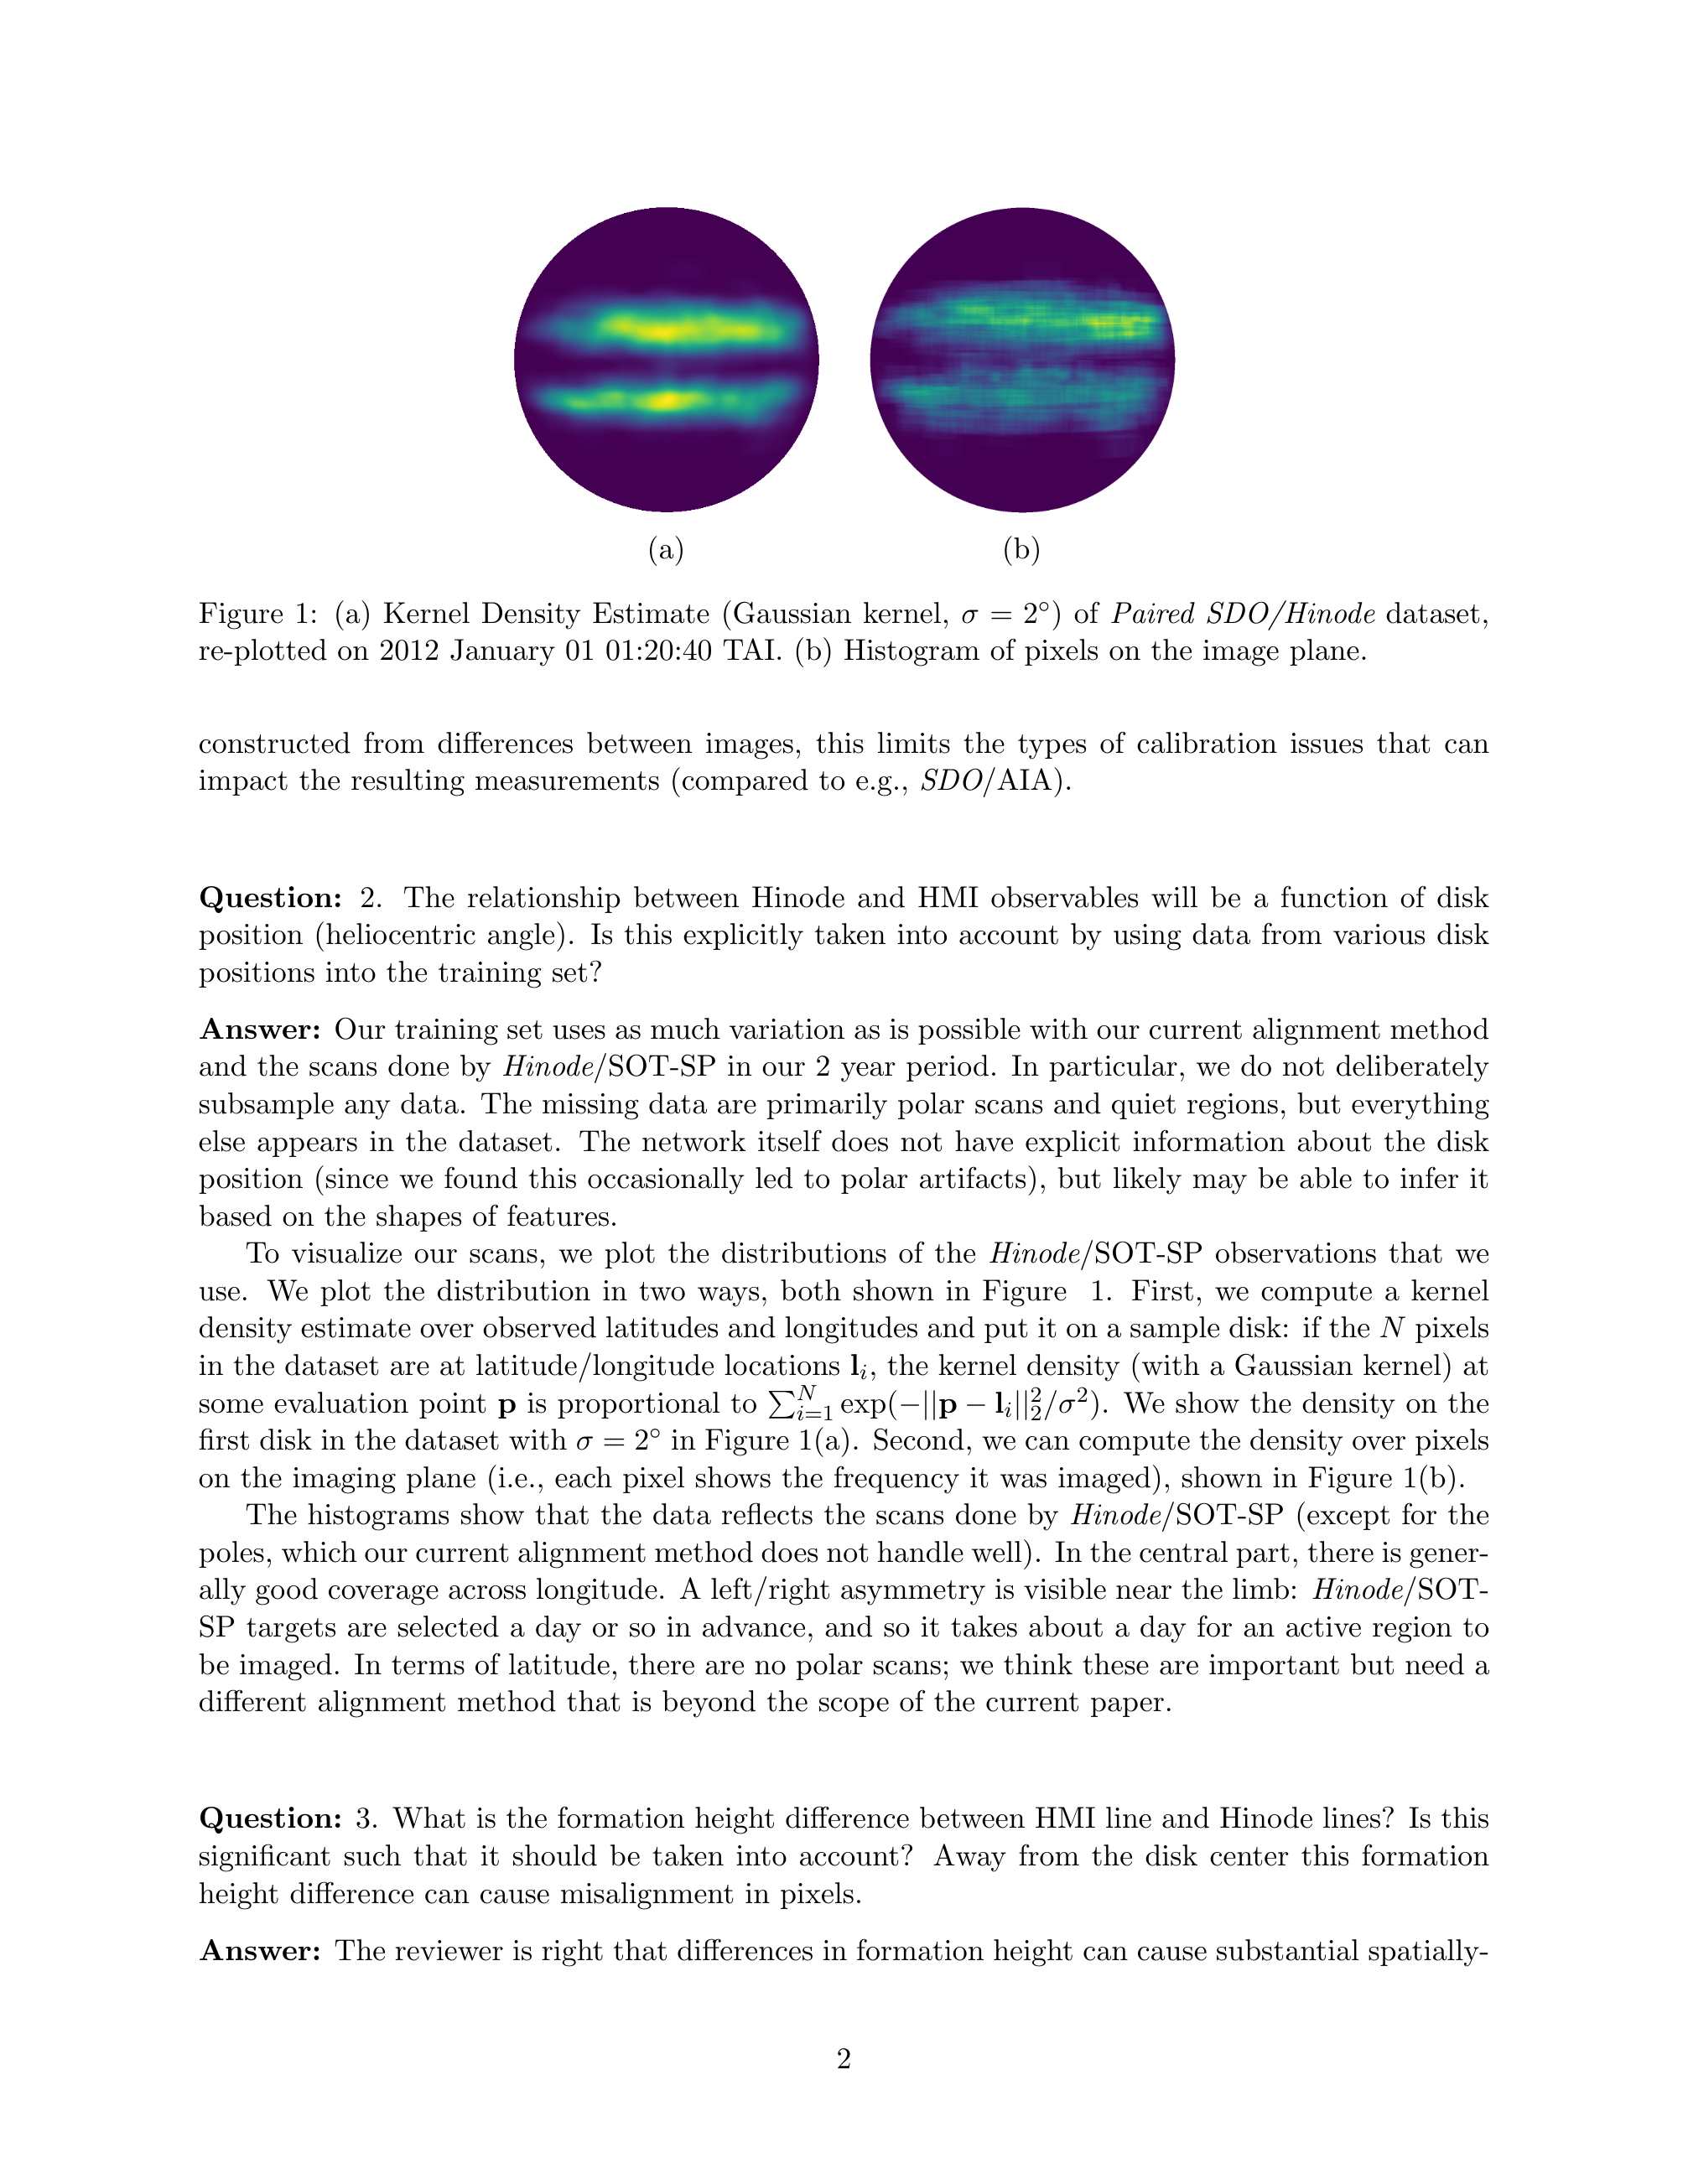 (a)
(b)
Figure 1: (a) Kernel Density Estimate (Gaussian kernel, σ = 2°) of Paired SDO/Hinode dataset,
re-plotted on 2012 January 01 01:20:40 TAI. (b) Histogram of pixels on the image plane.
constructed from differences between images, this limits the types of calibration issues that can
impact the resulting measurements (compared to e.g., SDO/AIA).
Question: 2. The relationship between Hinode and HMI observables will be a function of disk
position (heliocentric angle). Is this explicitly taken into account by using data from various disk
positions into the training set?
Answer: Our training set uses as much variation as is possible with our current alignment method
and the scans done by Hinode/SOT-SP in our 2 year period. In particular, we do not deliberately
subsample any data. The missing data are primarily polar scans and quiet regions, but everything
else appears in the dataset. The network itself does not have explicit information about the disk
position (since we found this occasionally led to polar artifacts), but likely may be able to infer it
based on the shapes of features.
To visualize our scans, we plot the distributions of the Hinode/SOT-SP observations that we
use. We plot the distribution in two ways, both shown in Figure 1. First, we compute a kernel
density estimate over observed latitudes and longitudes and put it on a sample disk: if the N pixels
in the dataset are at latitude/longitude locations l_i, the kernel density (with a Gaussian kernel) at
some evaluation point p is proportional to ∑_{i=1}^{N} exp(−||p − l_i||_2^2/σ^2). We show the density on the
first disk in the dataset with σ = 2° in Figure 1(a). Second, we can compute the density over pixels
on the imaging plane (i.e., each pixel shows the frequency it was imaged), shown in Figure 1(b).
The histograms show that the data reflects the scans done by Hinode/SOT-SP (except for the
poles, which our current alignment method does not handle well). In the central part, there is gener-
ally good coverage across longitude. A left/right asymmetry is visible near the limb: Hinode/SOT-
SP targets are selected a day or so in advance, and so it takes about a day for an active region to
be imaged. In terms of latitude, there are no polar scans; we think these are important but need a
different alignment method that is beyond the scope of the current paper.
Question: 3. What is the formation height difference between HMI line and Hinode lines? Is this
significant such that it should be taken into account? Away from the disk center this formation
height difference can cause misalignment in pixels.
Answer: The reviewer is right that differences in formation height can cause substantial spatially-
2